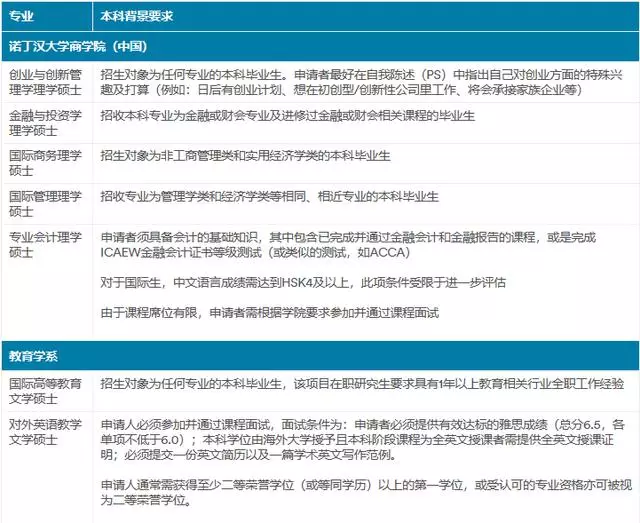 专业 本科背景要求
诺丁汉大学商学院（中国）
创业与创新管 招生对象为任何专业的本科毕业生。申请者最好在自我陈述（PS）中指出自己对创业方面的特殊兴
理学理学硕士 趣及打算（例如：日后有创业计划、想在初创型/创新性公司里工作、将会承接家族企业等）
金融与投资学 招收本科专业为金融或财会专业及进修过金融或财会相关课程的毕业生
理学硕士
国际商务理学 招生对象为非工商管理类和实用经济学类的本科毕业生
硕士
国际管理理学 招收专业为管理学类和经济学类等相同、相近专业的本科毕业生
硕士
专业会计理学 申请者须具备会计的基础知识，其中包含已完成并通过金融会计和金融报告的课程，或是完成
硕士 ICAEW金融会计证书等级测试（或类似的测试，如ACCA）
对于国际生，中文语言成绩需达到HSK4及以上，此项条件受限于进一步评估
由于课程席位有限，申请者需根据学院要求参加并通过课程面试
教育学系
国际高等教育 招生对象为任何专业的本科毕业生，该项目在职研究生要求具有1年以上教育相关行业全职工作经验
文学硕士
对外英语教学 申请人必须参加并通过课程面试，面试条件为：申请者必须提供有效达标的雅思成绩（总分6.5，各
文学硕士 单项不低于6.0）；本科学位由海外大学授予且本科阶段课程为全英文授课者需提供全英文授课证
明；必须提交一份英文简历以及一篇学术英文写作范例。
申请人通常需获得至少二等荣誉学位（或等同学历）以上的第一学位，或受认可的专业资格亦可被视
为二等荣誉学位。